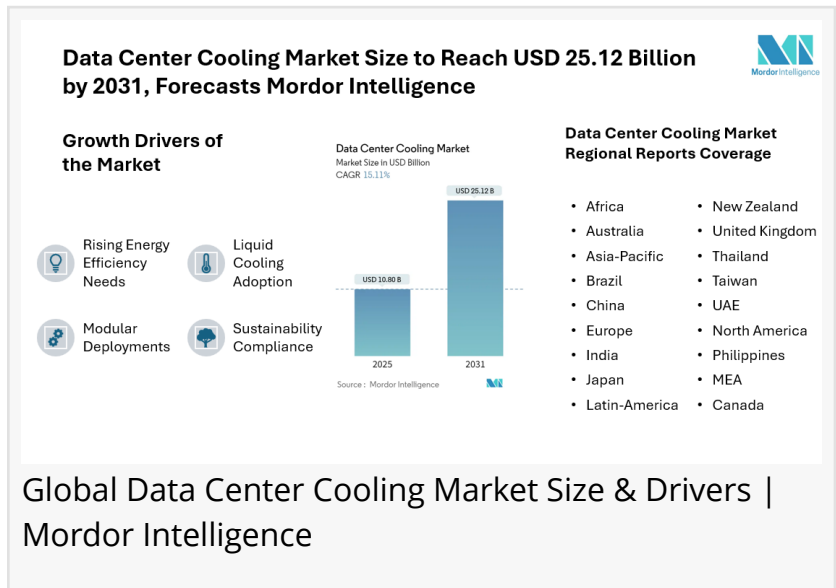 Data Center Cooling Market Size to Reach USD 25.12 Billion
by 2031, Forecasts Mordor Intelligence
Mordor Intelligence
Growth Drivers of
the Market
Rising Energy
Efficiency
Needs
Liquid
Cooling
Adoption
Modular
Deployments
Sustainability
Compliance
Data Center Cooling Market
Market Size in USD Billion
CAGR 15.11%
USD 25.12 B
USD 10.80 B
2025
2031
Source : Mordor Intelligence
Data Center Cooling Market
Regional Reports Coverage
• Africa
• Australia
• Asia-Pacific
• Brazil
• China
• Europe
• India
• Japan
• Latin-America
• New Zealand
• United Kingdom
• Thailand
• Taiwan
• UAE
• North America
• Philippines
• MEA
• Canada
Global Data Center Cooling Market Size & Drivers |
Mordor Intelligence